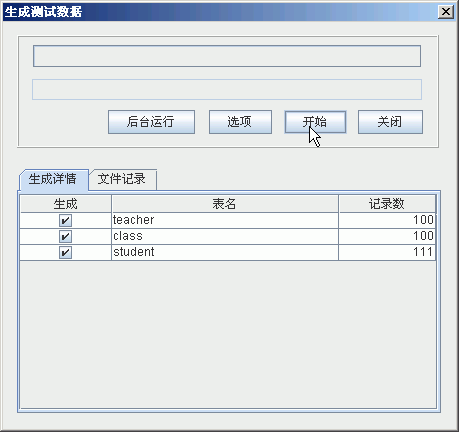 生成测试数据
后台运行 选项 开始 关闭
生成详情 文件记录
生成 表名 记录数
teacher 100
class 100
student 111